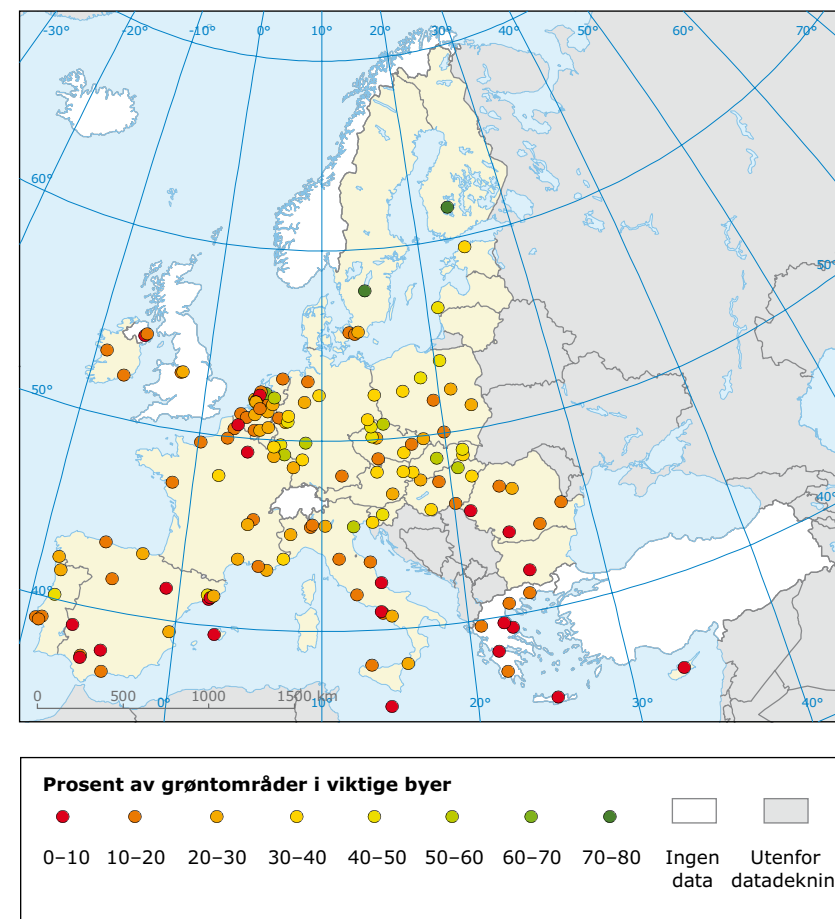 -30° -20° -10° 0° 10° 20° 30° 40° 50° 60° 70°
60° 50°
50° 40°
40°
0 500 1000 1500 km
0° 10° 20° 30° 40°
Prosent av grøntområder i viktige byer
0–10 10–20 20–30 30–40 40–50 50–60 60–70 70–80 Ingen Utenfor
data datadeknin